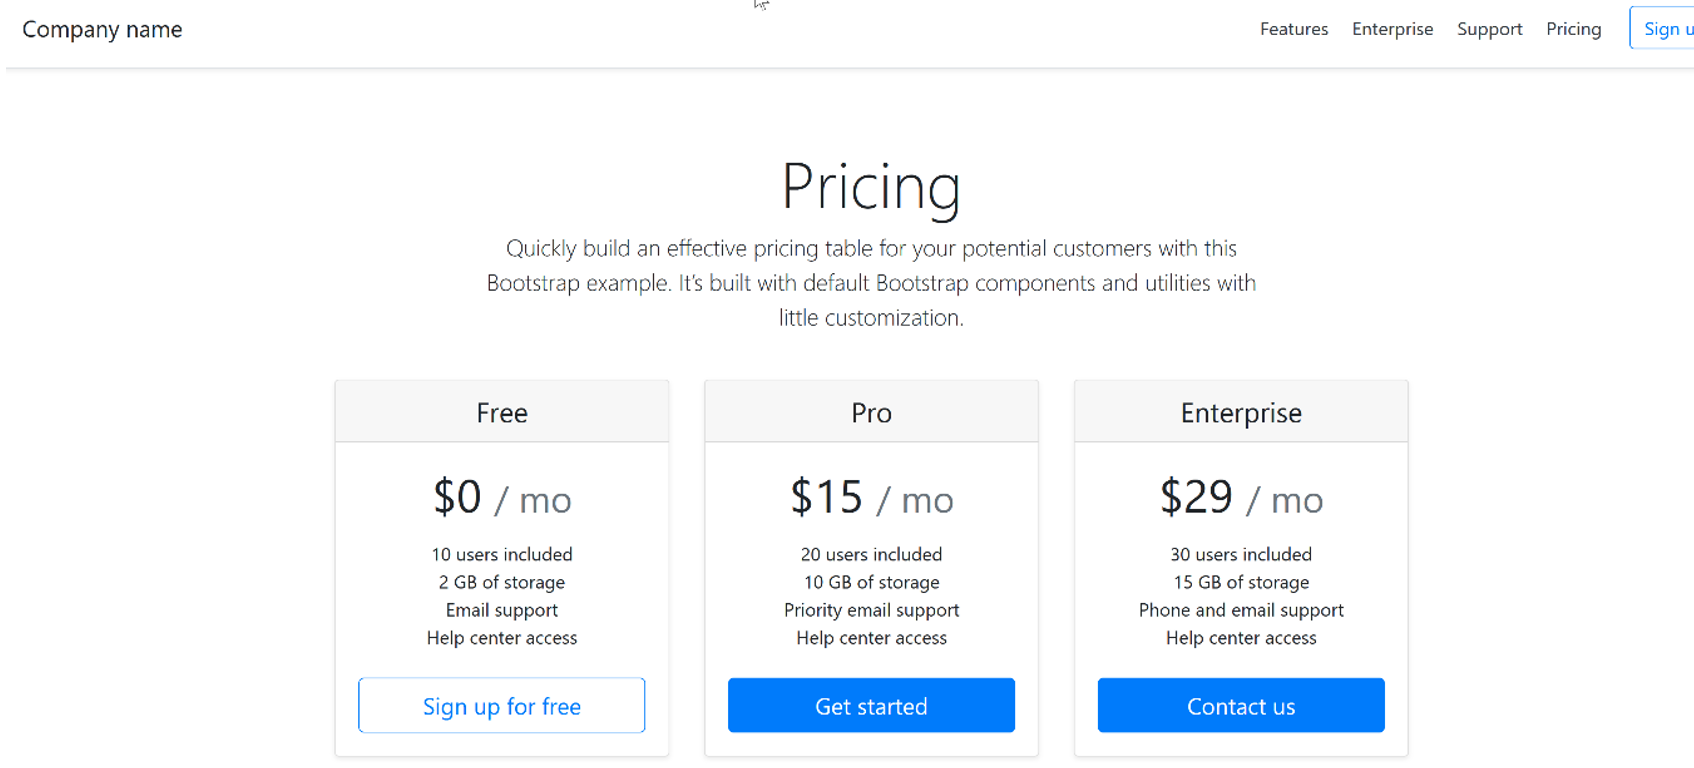 Company name
Features Enterprise Support Pricing Sign u
Pricing
Quickly build an effective pricing table for your potential customers with this
Bootstrap example. It's built with default Bootstrap components and utilities with
little customization.
Free
$0 / mo
10 users included
2 GB of storage
Email support
Help center access
Sign up for free
Pro
$15 / mo
20 users included
10 GB of storage
Priority email support
Help center access
Get started
Enterprise
$29 / mo
30 users included
15 GB of storage
Phone and email support
Help center access
Contact us